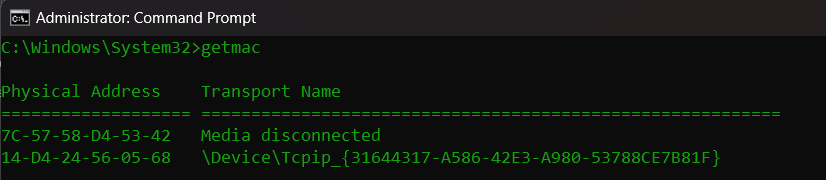 Administrator: Command Prompt
C:\Windows\System32>getmac
Physical Address    Transport Name
=================== ==========================================================
7C-57-58-D4-53-42   Media disconnected
14-D4-24-56-05-68   \Device\Tcpip_{31644317-A586-42E3-A980-53788CE7B81F}